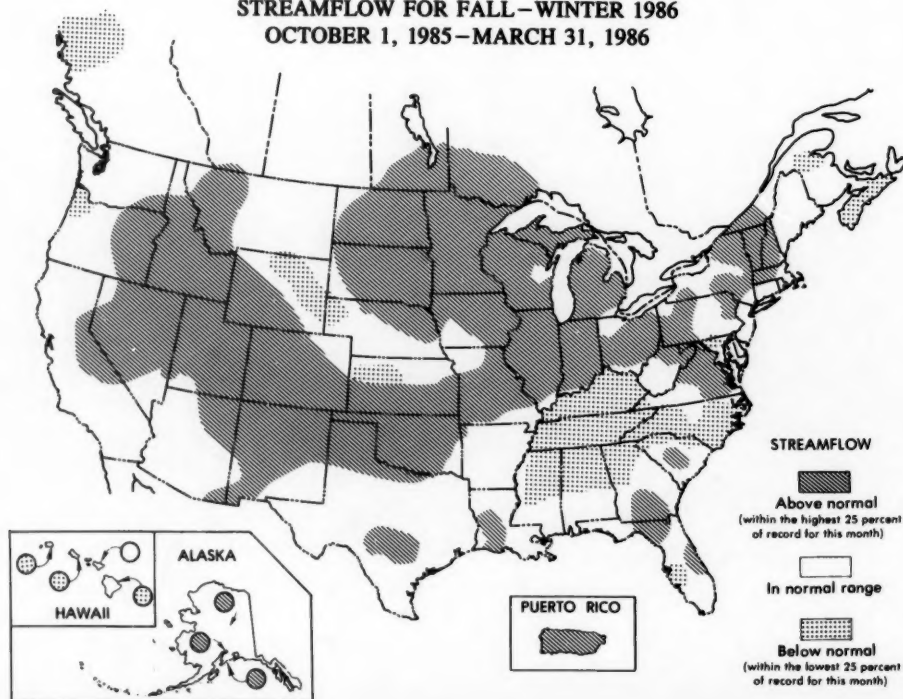 STREAMFLOW FOR FALL–WINTER 1986
OCTOBER 1, 1985–MARCH 31, 1986
STREAMFLOW
Above normal
(within the highest 25 percent
of record for this month)
In normal range
Below normal
(within the lowest 25 percent
of record for this month)
ALASKA
HAWAII
PUERTO RICO